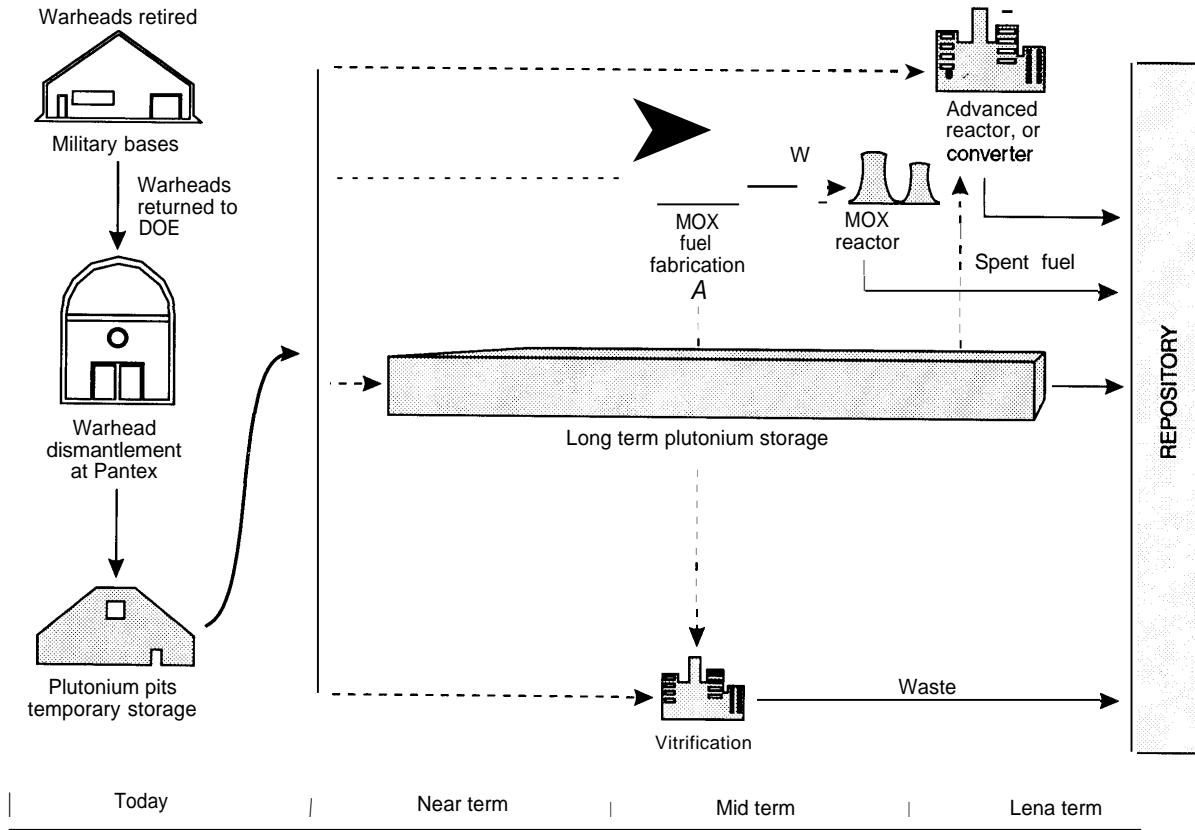 Warheads retired
Military bases
Warheads
returned to
DOE
Warhead
dismantlement
at Pantex
Plutonium pits
temporary storage
Advanced
reactor, or
converter
W
MOX
fuel
fabrication
A
MOX
reactor
Spent fuel
Long term plutonium storage
Waste
Vitrification
REPOSITORY
Today
Near term
Mid term
Lena term